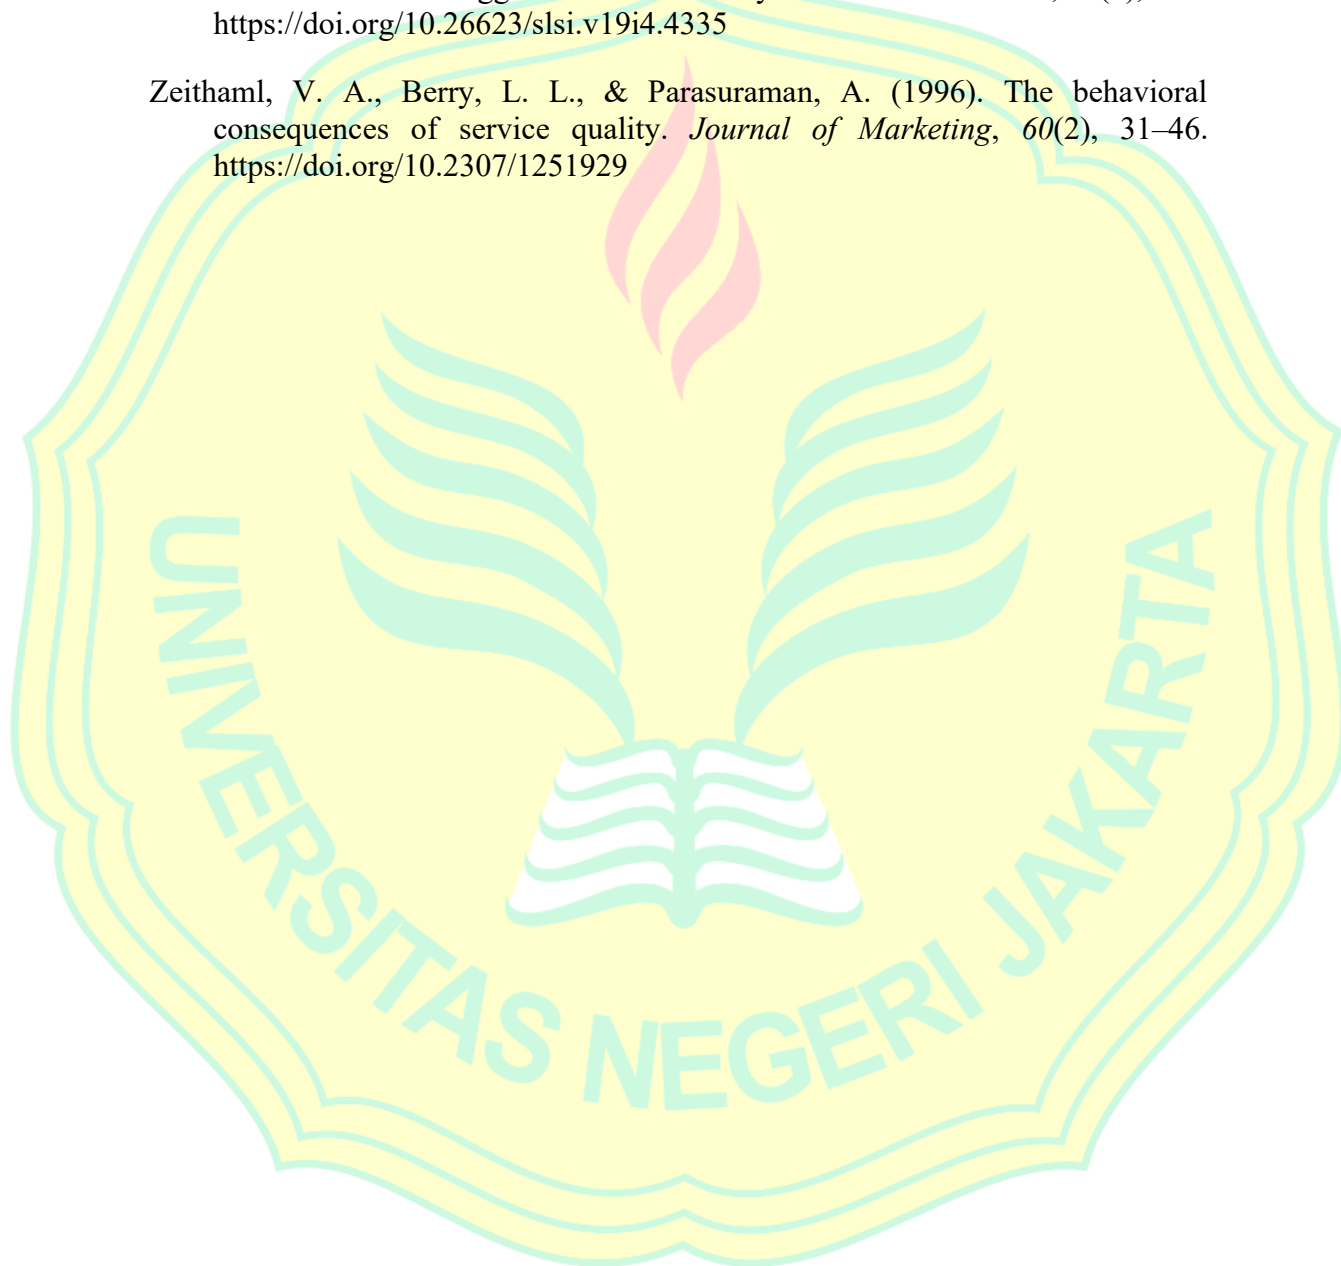 https://doi.org/10.26623/slsi.v19i4.4335
Zeithaml, V. A., Berry, L. L., & Parasuraman, A. (1996). The behavioral
consequences of service quality. Journal of Marketing, 60(2), 31–46.
https://doi.org/10.2307/1251929
UNIVERSITAS NEGERI JAKARTA